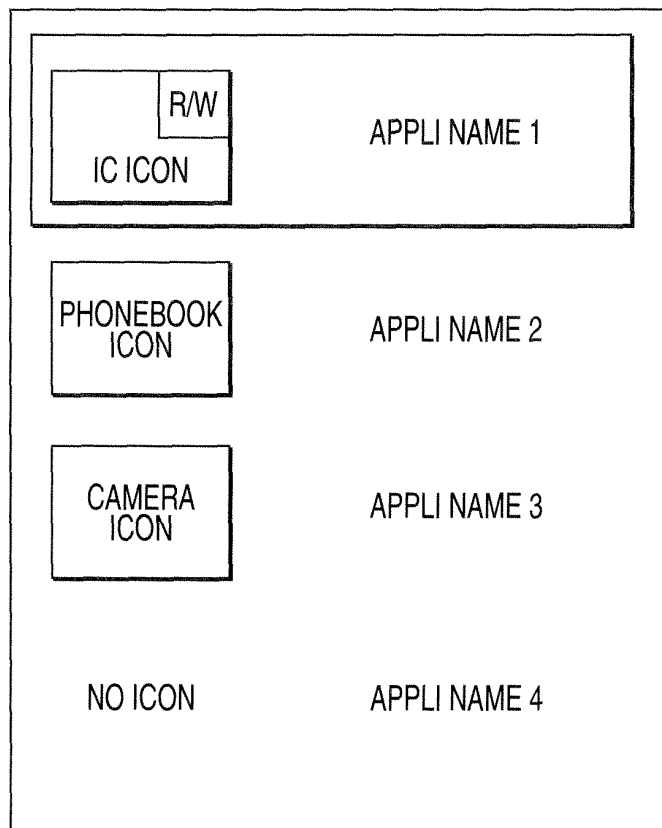 R/W
IC ICON
APPLI NAME 1
PHONEBOOK
ICON
APPLI NAME 2
CAMERA
ICON
APPLI NAME 3
NO ICON
APPLI NAME 4